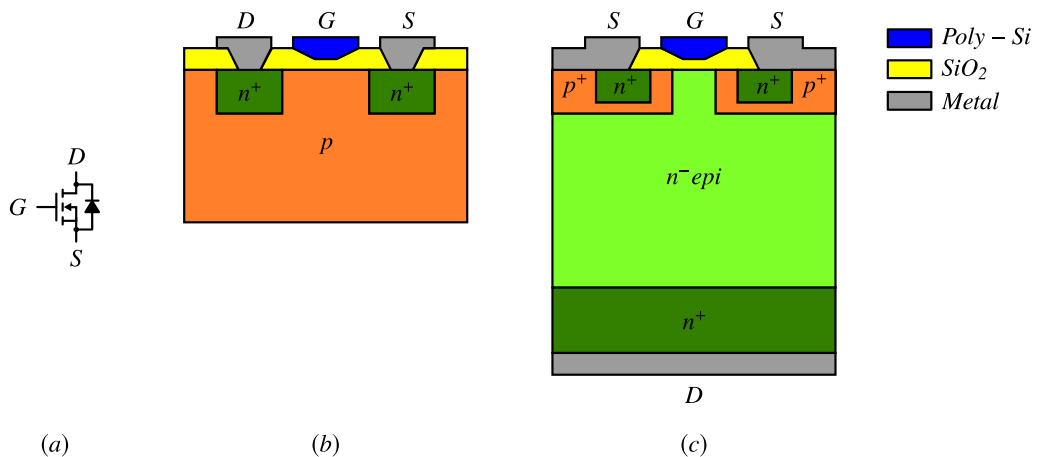 D G S
n⁺ n⁺
p
(b)
D
G
S
(a)
S G S
p⁺ n⁺ n⁺ p⁺
n⁻epi
n⁺
D
(c)
Poly − Si
SiO₂
Metal